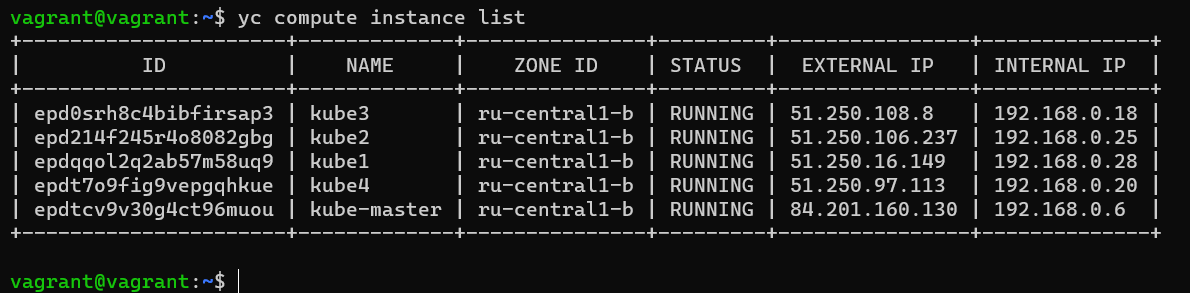 vagrant@vagrant:~$ yc compute instance list
+----------------------+-------------+---------------+---------+----------------+--------------+
|          ID          |    NAME     |    ZONE ID    | STATUS  |  EXTERNAL IP   | INTERNAL IP  |
+----------------------+-------------+---------------+---------+----------------+--------------+
| epd0srh8c4bibfirsap3 | kube3       | ru-central1-b | RUNNING | 51.250.108.8   | 192.168.0.18 |
| epd214f245r4o8082gbg | kube2       | ru-central1-b | RUNNING | 51.250.106.237 | 192.168.0.25 |
| epdqqol2q2ab57m58uq9 | kube1       | ru-central1-b | RUNNING | 51.250.16.149  | 192.168.0.28 |
| epdt7o9fig9vepgqhkue | kube4       | ru-central1-b | RUNNING | 51.250.97.113  | 192.168.0.20 |
| epdtcv9v30g4ct96muou | kube-master | ru-central1-b | RUNNING | 84.201.160.130 | 192.168.0.6  |
+----------------------+-------------+---------------+---------+----------------+--------------+
vagrant@vagrant:~$